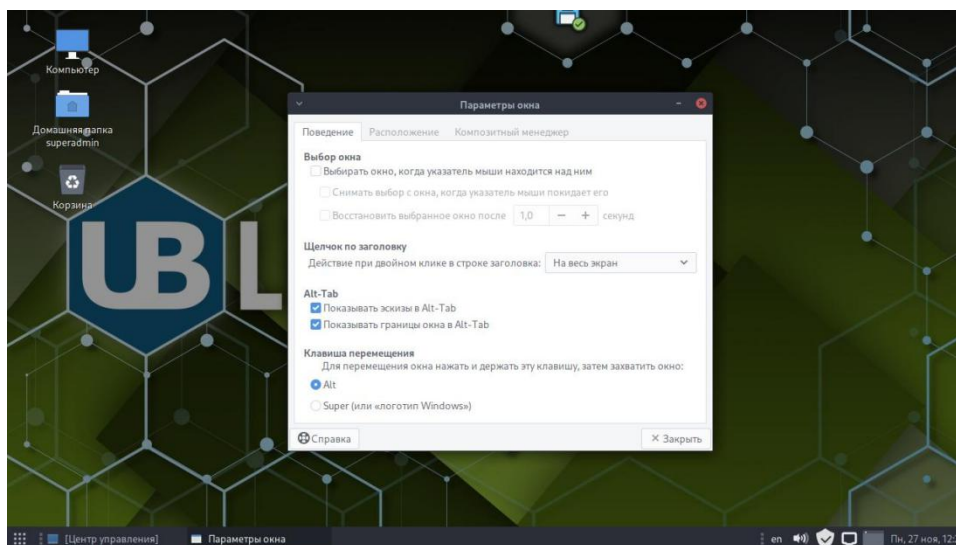 Компьютер
Домашняя папка
superadmin
Корзина
UBL
Параметры окна
Поведение Расположение Композитный менеджер
Выбор окна
Выбирать окно, когда указатель мыши находится над ним
Снимать выбор с окна, когда указатель мыши покидает его
Восстановить выбранное окно после 1,0 − + секунд
Щелчок по заголовку
Действие при двойном клике в строке заголовка: На весь экран
Alt-Tab
Показывать эскизы в Alt-Tab
Показывать границы окна в Alt-Tab
Клавиша перемещения
Для перемещения окна нажать и держать эту клавишу, затем захватить окно:
Alt
Super (или «логотип Windows»)
Справка × Закрыть
[Центр управления] Параметры окна en Пн, 27 ноя, 12: